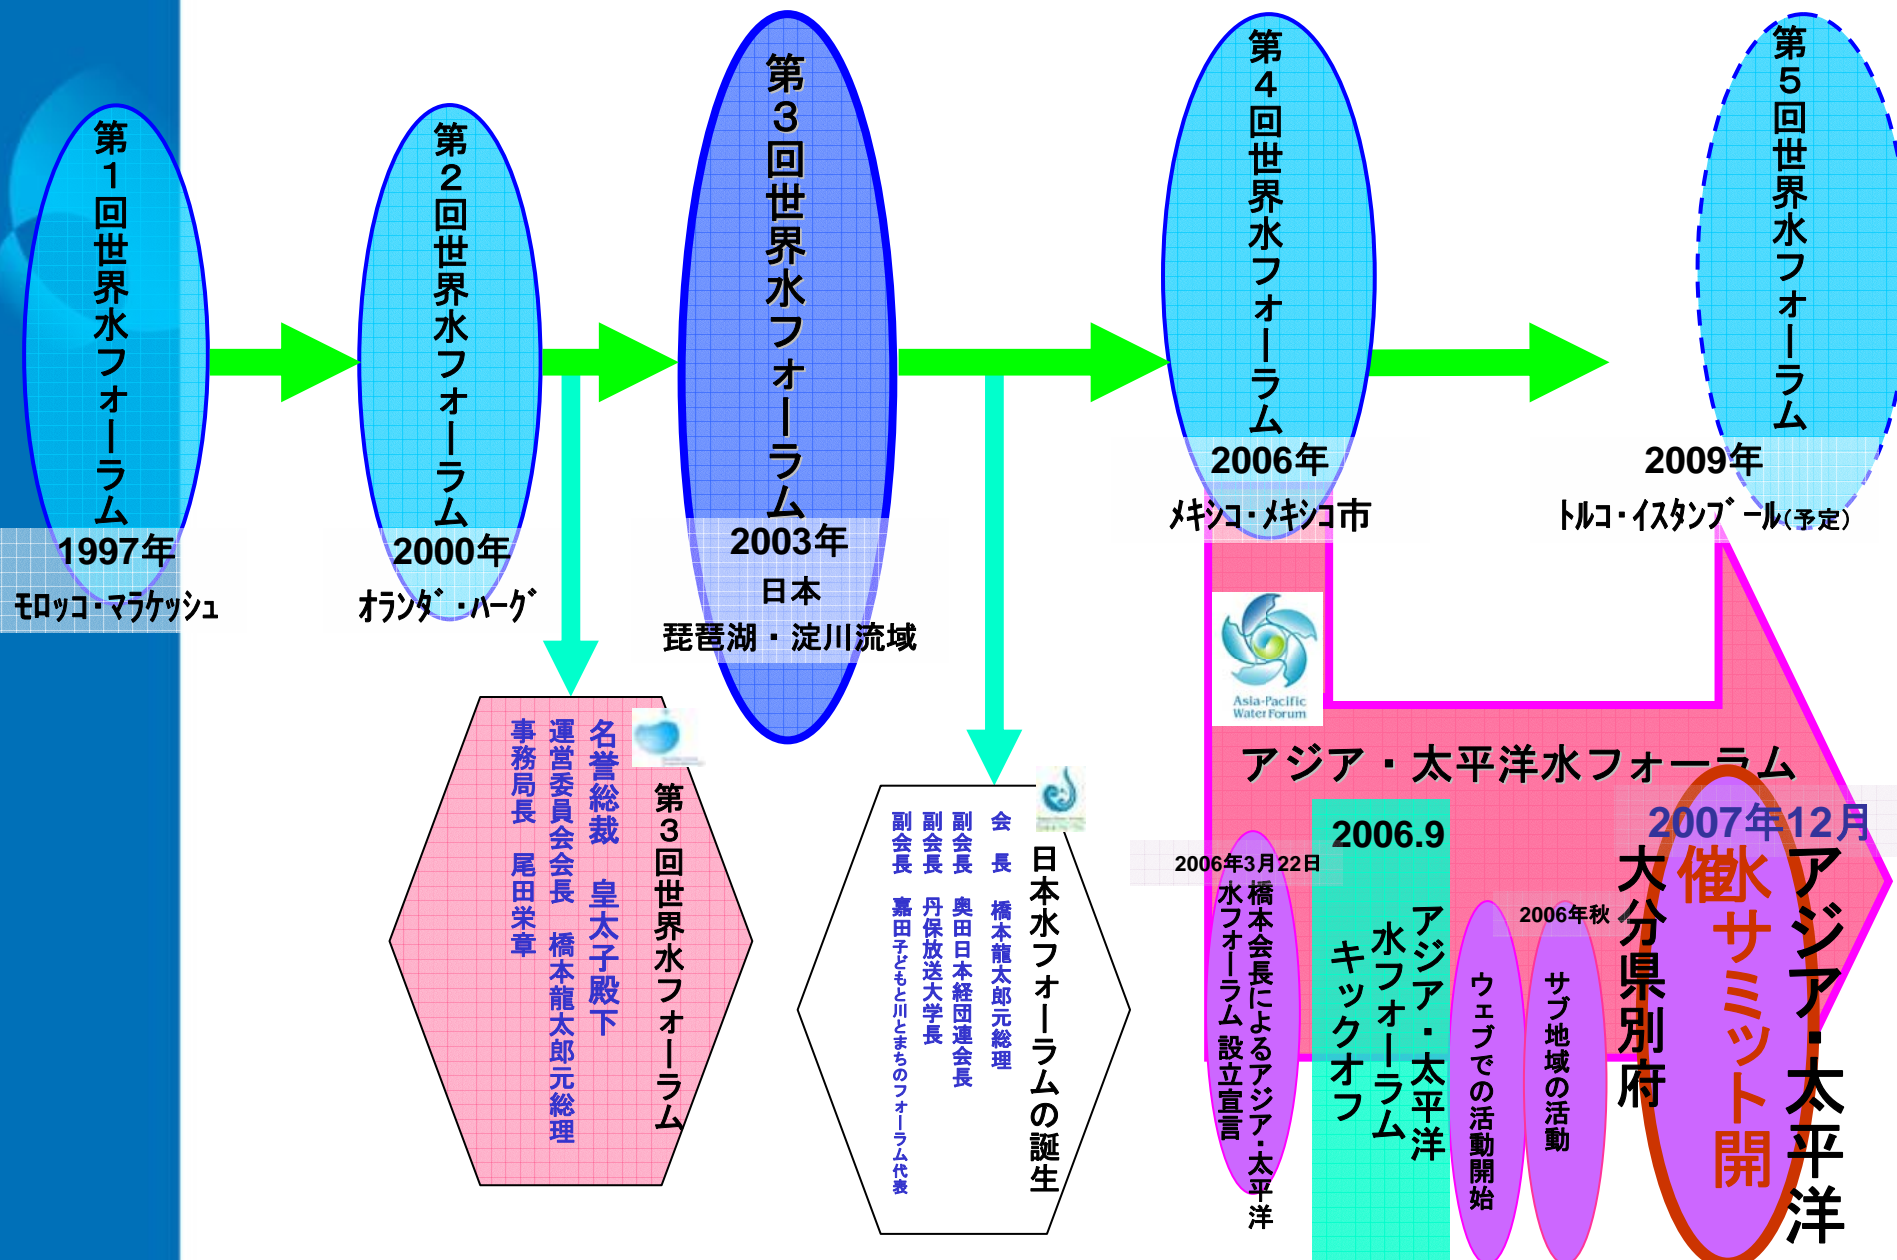 第1回世界水フォーラム
1997年
モロッコ・マラケッシュ
第2回世界水フォーラム
2000年
オランダ・ハーグ
第3回世界水フォーラム
2003年
日本
琵琶湖・淀川流域
第4回世界水フォーラム
2006年
メキシコ・メキシコ市
第5回世界水フォーラム
2009年
トルコ・イスタンブール(予定)
第3回世界水フォーラム
名誉総裁 皇太子殿下
運営委員会会長 橋本龍太郎元総理
事務局長 尾田栄章
日本水フォーラムの誕生
会 長 橋本龍太郎元総理
副会長 奥田日本経団連会長
副会長 丹保放送大学長
副会長 嘉田子どもと川とまちのフォーラム代表
Asia-Pacific
Water Forum
アジア・太平洋水フォーラム
2006年3月22日
橋本会長によるアジア・太平洋
水フォーラム設立宣言
2006.9
アジア・太平洋
水フォーラム
キックオフ
ウェブでの活動開始
2006年秋
サブ地域の活動
2007年12月
アジア・太平洋
水サミット開
催
大分県別府